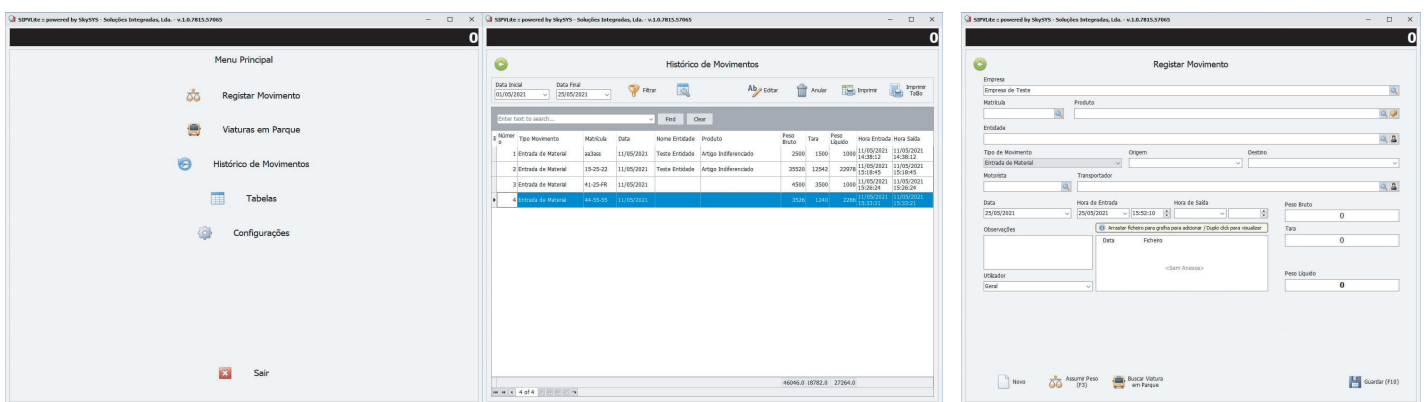 SIPVLite :: powered by SkySYS - Soluções Integradas, Lda. - v.1.0.7815.57065
0
Menu Principal
Registar Movimento
Viaturas em Parque
Histórico de Movimentos
Tabelas
Configurações
Sair
SIPVLite :: powered by SkySYS - Soluções Integradas, Lda. - v.1.0.7815.57065
0
Histórico de Movimentos
Data Inicial Data Final
01/05/2021 25/05/2021 Filtrar Editar Anular Imprimir Imprimir Talão
Enter text to search... Find Clear
Número Tipo Movimento Matrícula Data Nome Entidade Produto Peso Bruto Tara Peso Líquido Hora Entrada Hora Saída
1 Entrada de Material aa3ass 11/05/2021 Teste Entidade Artigo Indiferenciado 2500 1500 1000 11/05/2021 14:38:12 11/05/2021 14:38:12
2 Entrada de Material 15-25-22 11/05/2021 Teste Entidade Artigo Indiferenciado 35520 12542 22978 11/05/2021 15:18:45 11/05/2021 15:18:45
3 Entrada de Material 41-25-FR 11/05/2021 4500 3500 1000 11/05/2021 15:26:24 11/05/2021 15:26:24
4 Entrada de Material 44-55-55 11/05/2021 3526 1240 2286 11/05/2021 15:33:21 11/05/2021 15:33:21
46046.0 18782.0 27264.0
4 of 4
SIPVLite :: powered by SkySYS - Soluções Integradas, Lda. - v.1.0.7815.57065
0
Registar Movimento
Empresa
Empresa de Teste
Matrícula Produto
Entidade
Tipo de Movimento Origem Destino
Entrada de Material
Motorista Transportador
Data Hora de Entrada Hora de Saída Peso Bruto
25/05/2021 25/05/2021 15:52:10 0
Observações Arrastar ficheiro para grelha para adicionar / Duplo click para visualizar Tara
Data Ficheiro 0
<Sem Anexos>
Utilizador Peso Líquido
Geral 0
Novo Assumir Peso (F3) Buscar Viatura em Parque Guardar (F10)